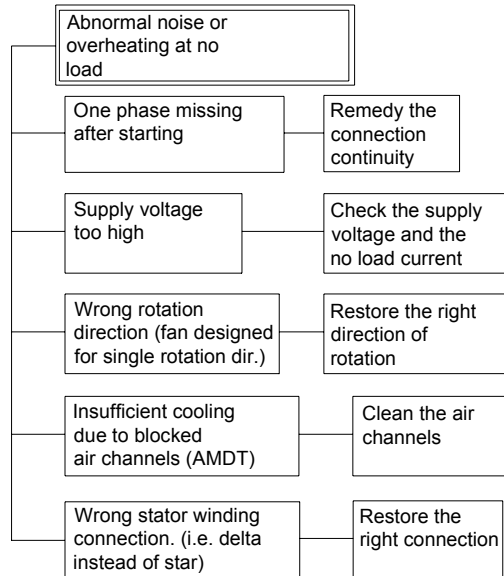 Abnormal noise or
overheating at no
load
One phase missing
after starting
Remedy the
connection
continuity
Supply voltage
too high
Check the supply
voltage and the
no load current
Wrong rotation
direction (fan designed
for single rotation dir.)
Restore the right
direction of
rotation
Insufficient cooling
due to blocked
air channels (AMDT)
Clean the air
channels
Wrong stator winding
connection. (i.e. delta
instead of star)
Restore the
right connection